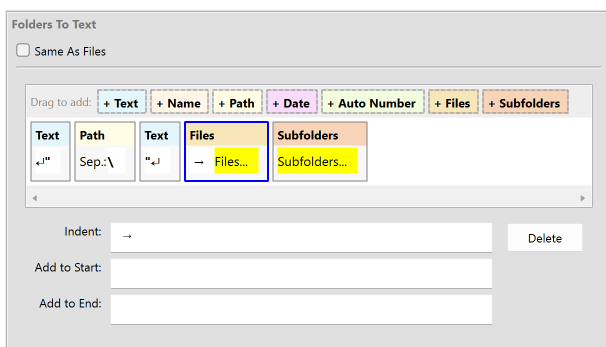 Folders To Text
Same As Files
Drag to add: + Text + Name + Path + Date + Auto Number + Files + Subfolders
Text Path Text Files Subfolders
↵" Sep.:\ "↵ → Files... Subfolders...
Indent: → Delete
Add to Start:
Add to End: